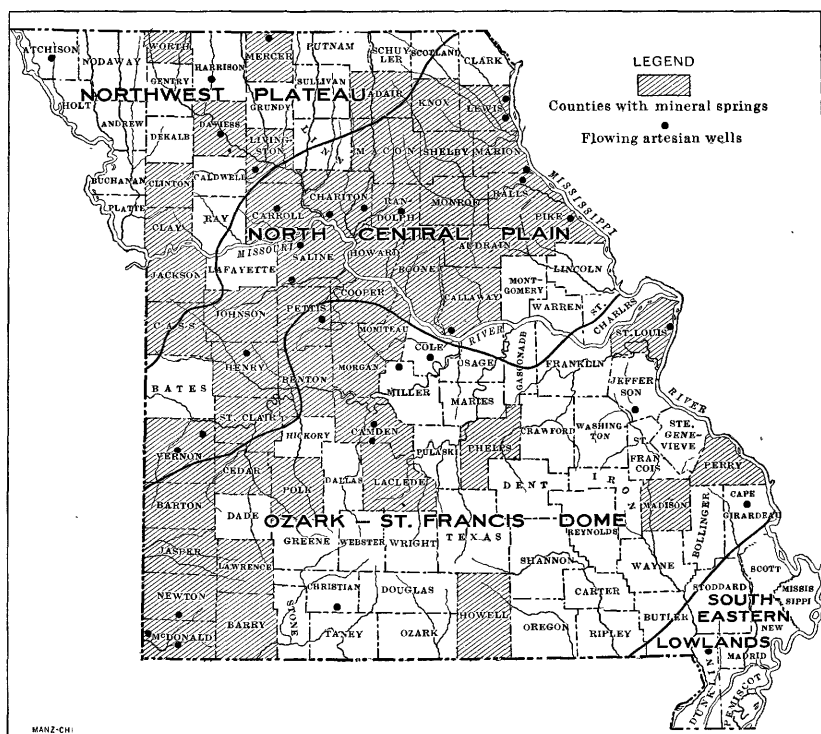 LEGEND
Counties with mineral springs
Flowing artesian wells
ATCHISON
NODAWAY
WORTH
GENTRY
HARRISON
MERCER
PUTNAM
SCHUYLER
SCOTLAND
CLARK
HOLT
ANDREW
DEKALB
DAVIESS
GRUNDY
SULLIVAN
ADAIR
KNOX
LEWIS
NORTHWEST PLATEAU
BUCHANAN
CLINTON
CALDWELL
LIVINGSTON
LINN
MACON
SHELBY
MARION
PLATTE
CLAY
RAY
CARROLL
CHARITON
RANDOLPH
MONROE
RALLS
PIKE
MISSISSIPPI
NORTH CENTRAL PLAIN
MISSOURI
JACKSON
LAFAYETTE
SALINE
HOWARD
BOONE
AUDRAIN
CALLAWAY
MONTGOMERY
LINCOLN
WARREN
ST. CHARLES
ST. LOUIS
CASS
JOHNSON
PETTIS
COOPER
MONITEAU
COLE
OSAGE
RIVER
GASCONADE
FRANKLIN
JEFFERSON
RIVER
BATES
HENRY
BENTON
MORGAN
MILLER
MARIES
ST. CLAIR
HICKORY
CAMDEN
PULASKI
PHELPS
CRAWFORD
WASHINGTON
ST. FRANCOIS
STE. GENEVIEVE
PERRY
VERNON
CEDAR
POLK
DALLAS
LACLEDE
DENT
IRON
MADISON
BOLLINGER
CAPE GIRARDEAU
BARTON
DADE
OZARK – ST. FRANCIS DOME
GREENE
WEBSTER
WRIGHT
TEXAS
REYNOLDS
JASPER
LAWRENCE
SHANNON
WAYNE
STODDARD
SCOTT
MISSISSIPPI
NEWTON
CHRISTIAN
DOUGLAS
HOWELL
CARTER
BUTLER
SOUTH-
EASTERN
LOWLANDS
McDONALD
BARRY
STONE
TANEY
OZARK
OREGON
RIPLEY
NEW MADRID
DUNKLIN
PEMISCOT
MANZ-CHI